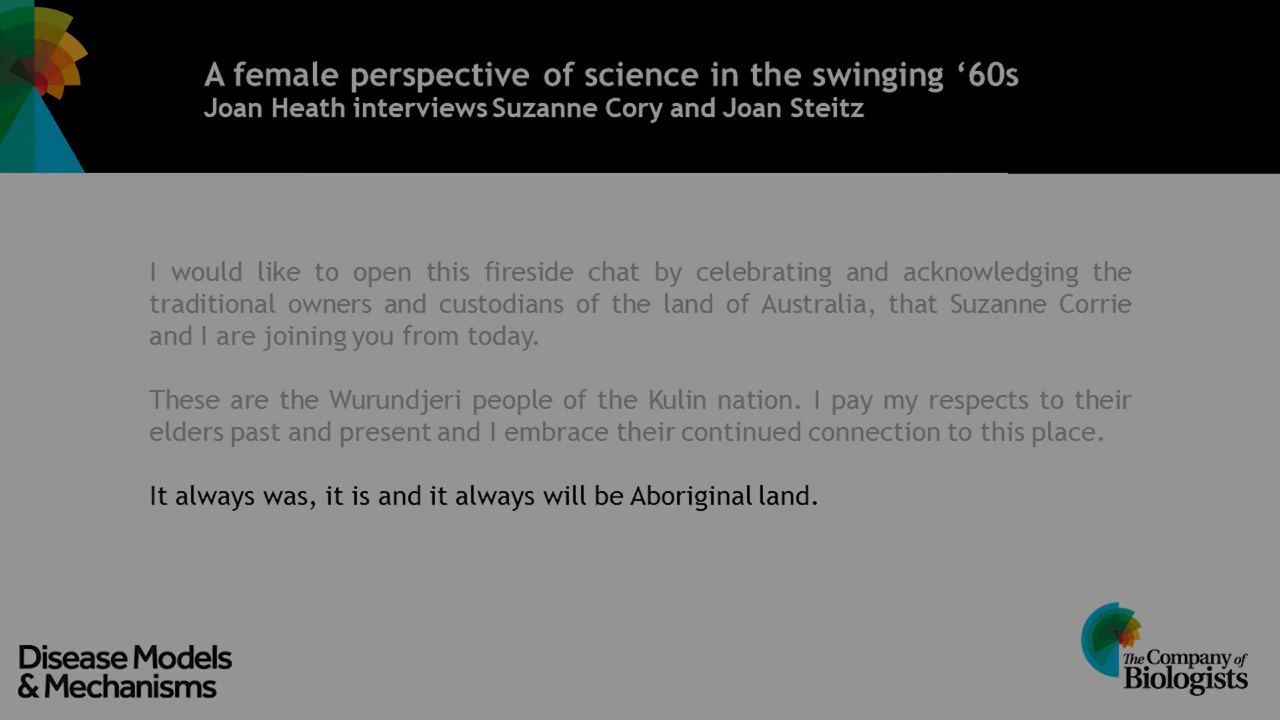 A female perspective of science in the swinging ‘60s
Joan Heath interviews Suzanne Cory and Joan Steitz
I would like to open this fireside chat by celebrating and acknowledging the
traditional owners and custodians of the land of Australia, that Suzanne Corrie
and I are joining you from today.
These are the Wurundjeri people of the Kulin nation. I pay my respects to their
elders past and present and I embrace their continued connection to this place.
It always was, it is and it always will be Aboriginal land.
Disease Models
& Mechanisms
The Company of
Biologists